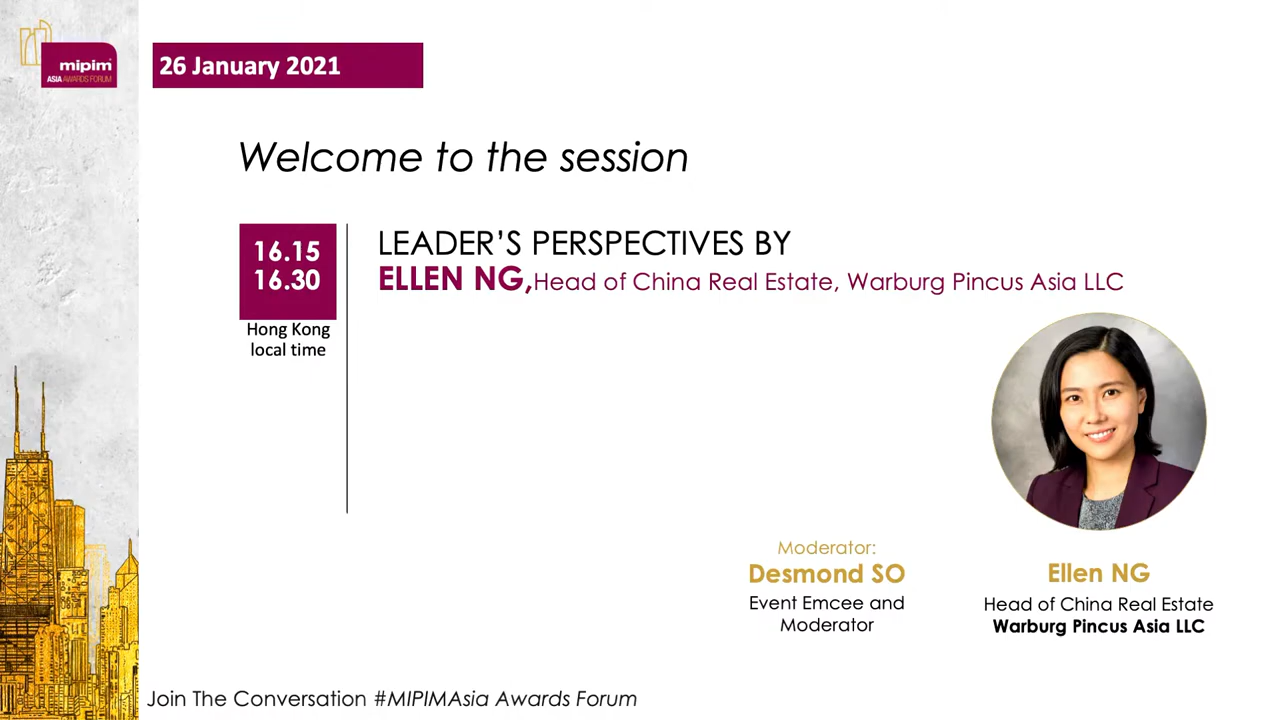 mipim
ASIA AWARDS FORUM
26 January 2021
Welcome to the session
16.15
16.30
Hong Kong
local time
LEADER’S PERSPECTIVES BY
ELLEN NG,Head of China Real Estate, Warburg Pincus Asia LLC
Moderator:
Desmond SO
Event Emcee and
Moderator
Ellen NG
Head of China Real Estate
Warburg Pincus Asia LLC
Join The Conversation #MIPIMAsia Awards Forum